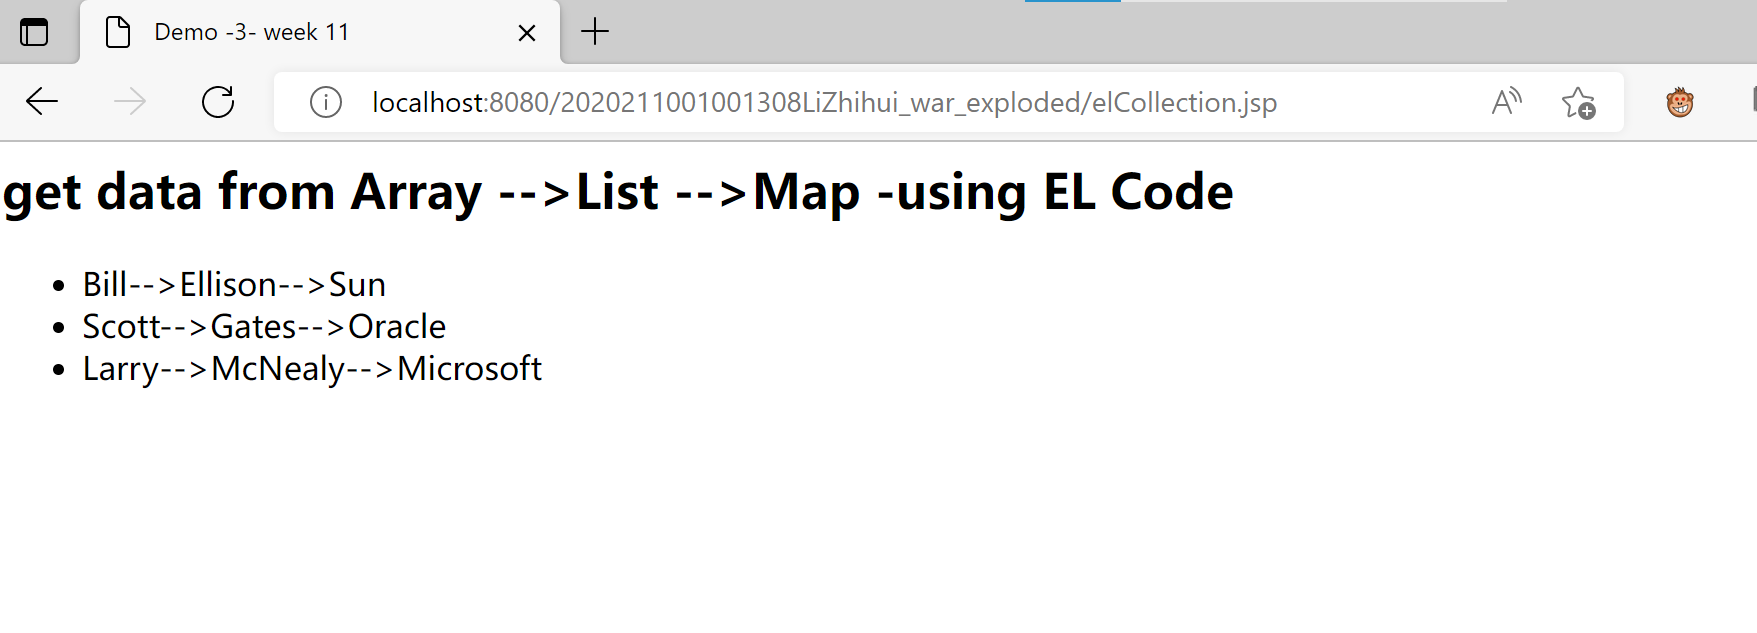 Demo -3- week 11
localhost:8080/2020211001001308LiZhihui_war_exploded/elCollection.jsp
get data from Array -->List -->Map -using EL Code
• Bill-->Ellison-->Sun
• Scott-->Gates-->Oracle
• Larry-->McNealy-->Microsoft